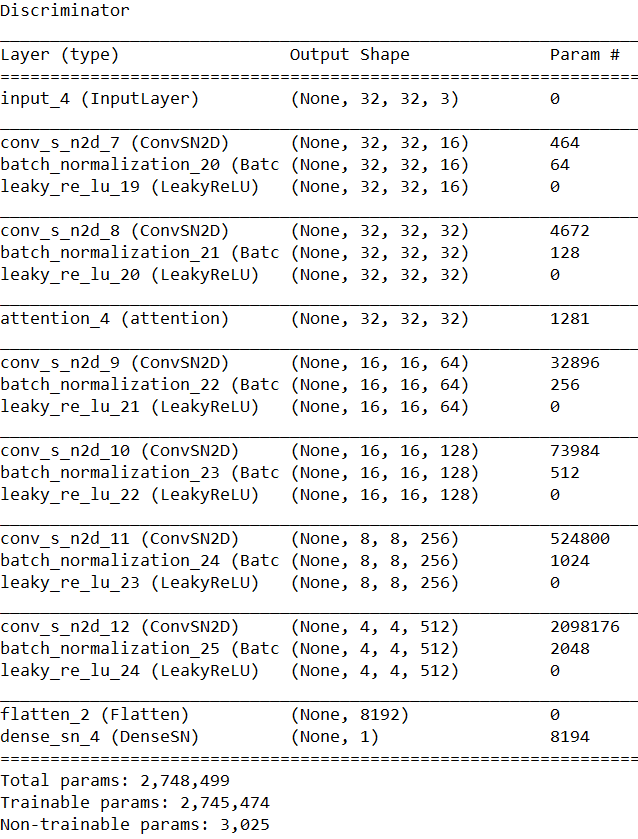 Discriminator
Layer (type) Output Shape Param #
input_4 (InputLayer) (None, 32, 32, 3) 0
conv_s_n2d_7 (ConvSN2D) (None, 32, 32, 16) 464
batch_normalization_20 (Batc (None, 32, 32, 16) 64
leaky_re_lu_19 (LeakyReLU) (None, 32, 32, 16) 0
conv_s_n2d_8 (ConvSN2D) (None, 32, 32, 32) 4672
batch_normalization_21 (Batc (None, 32, 32, 32) 128
leaky_re_lu_20 (LeakyReLU) (None, 32, 32, 32) 0
attention_4 (attention) (None, 32, 32, 32) 1281
conv_s_n2d_9 (ConvSN2D) (None, 16, 16, 64) 32896
batch_normalization_22 (Batc (None, 16, 16, 64) 256
leaky_re_lu_21 (LeakyReLU) (None, 16, 16, 64) 0
conv_s_n2d_10 (ConvSN2D) (None, 16, 16, 128) 73984
batch_normalization_23 (Batc (None, 16, 16, 128) 512
leaky_re_lu_22 (LeakyReLU) (None, 16, 16, 128) 0
conv_s_n2d_11 (ConvSN2D) (None, 8, 8, 256) 524800
batch_normalization_24 (Batc (None, 8, 8, 256) 1024
leaky_re_lu_23 (LeakyReLU) (None, 8, 8, 256) 0
conv_s_n2d_12 (ConvSN2D) (None, 4, 4, 512) 2098176
batch_normalization_25 (Batc (None, 4, 4, 512) 2048
leaky_re_lu_24 (LeakyReLU) (None, 4, 4, 512) 0
flatten_2 (Flatten) (None, 8192) 0
dense_sn_4 (DenseSN) (None, 1) 8194
Total params: 2,748,499
Trainable params: 2,745,474
Non-trainable params: 3,025